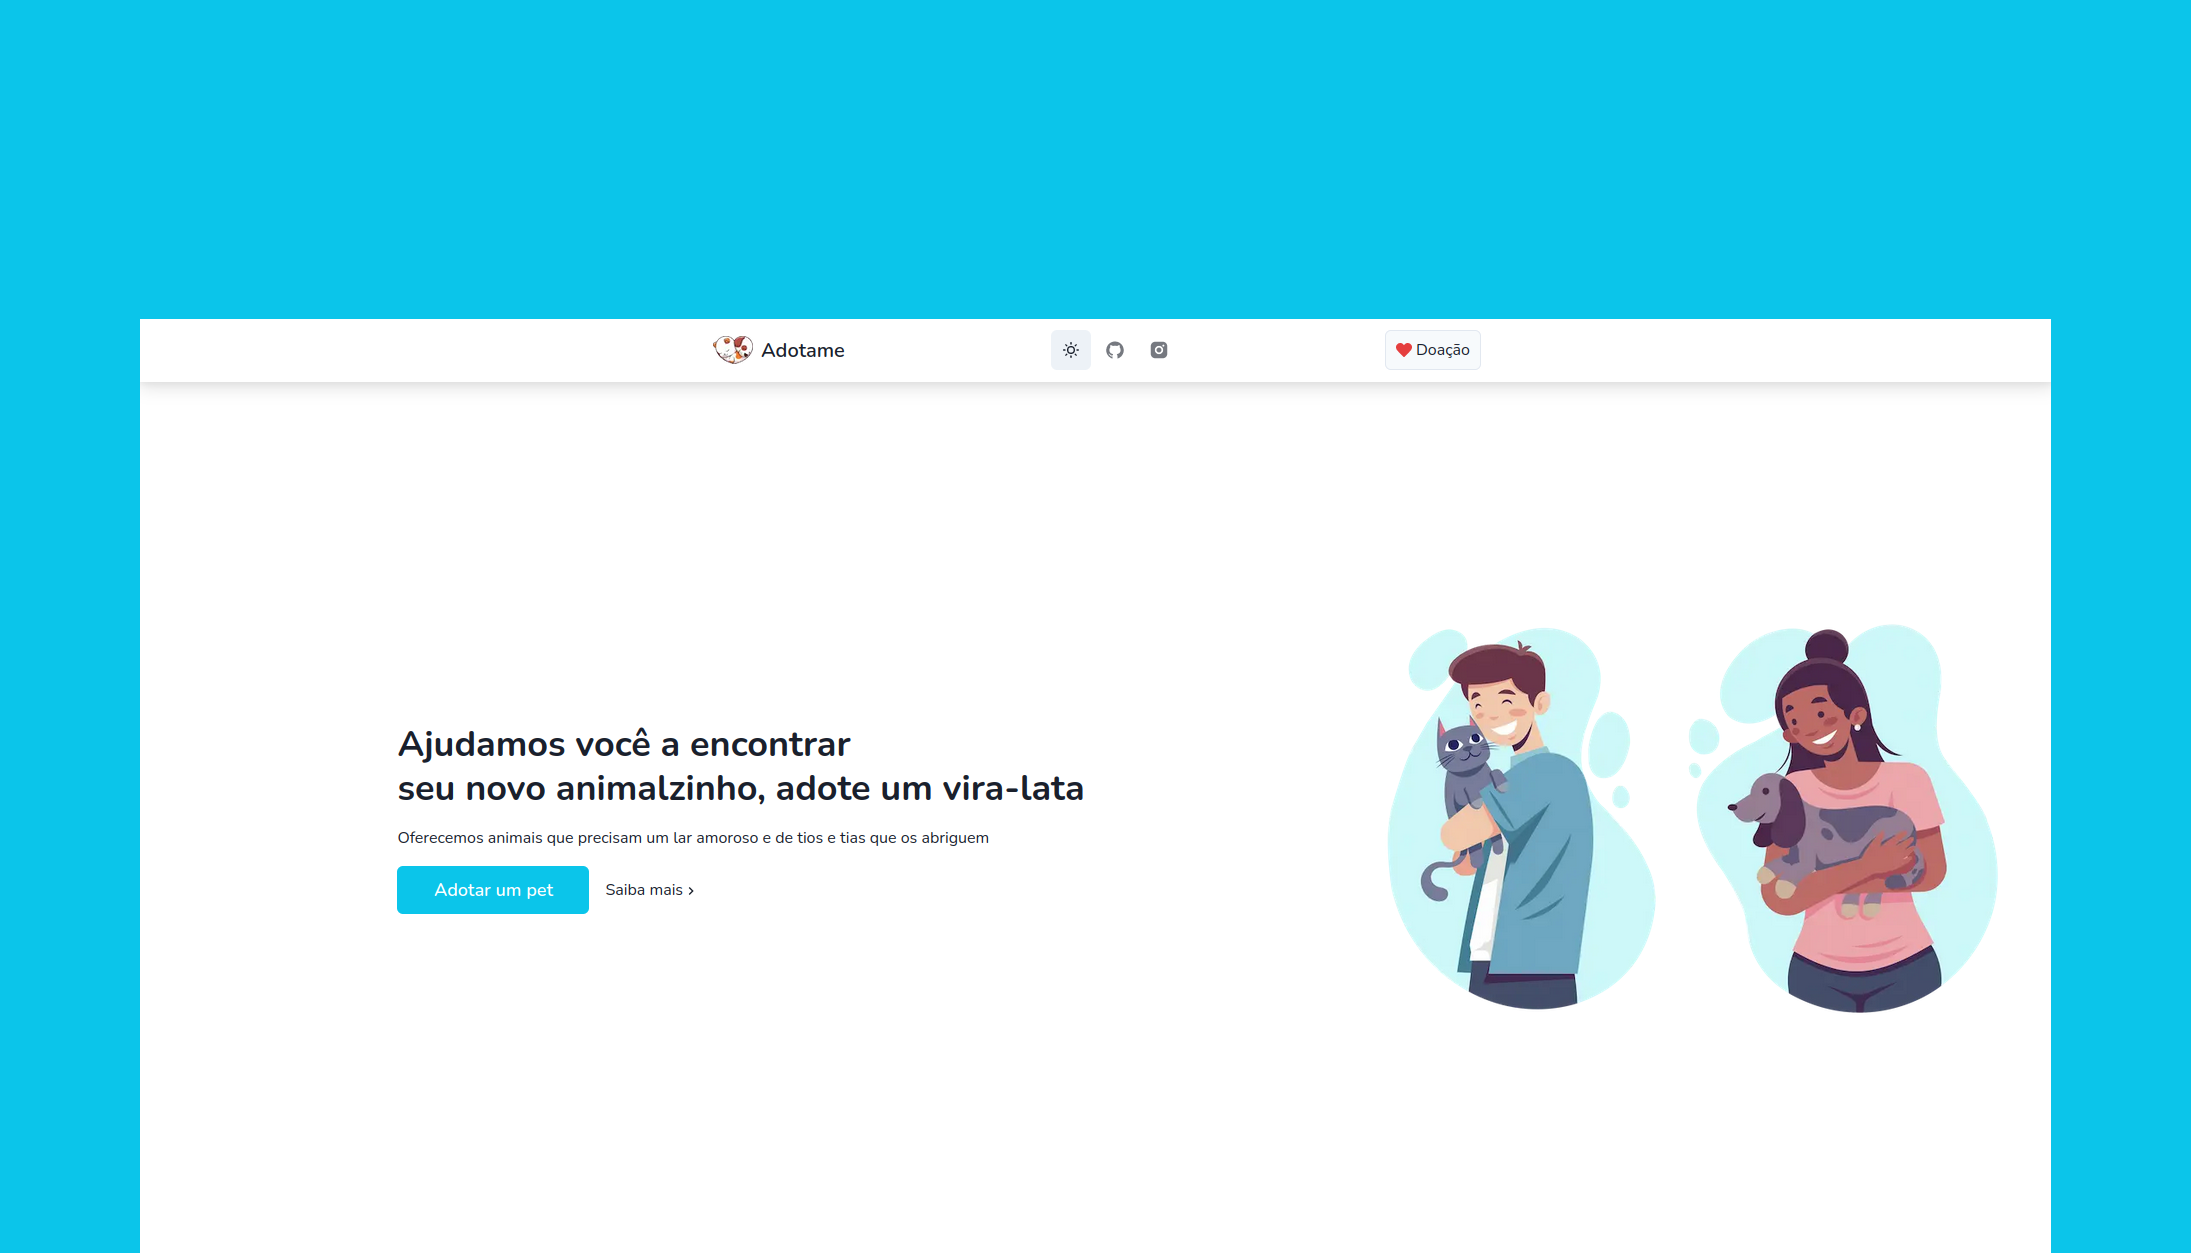 Adotame
Doação
Ajudamos você a encontrar
seu novo animalzinho, adote um vira-lata
Oferecemos animais que precisam um lar amoroso e de tios e tias que os abriguem
Adotar um pet
Saiba mais ›